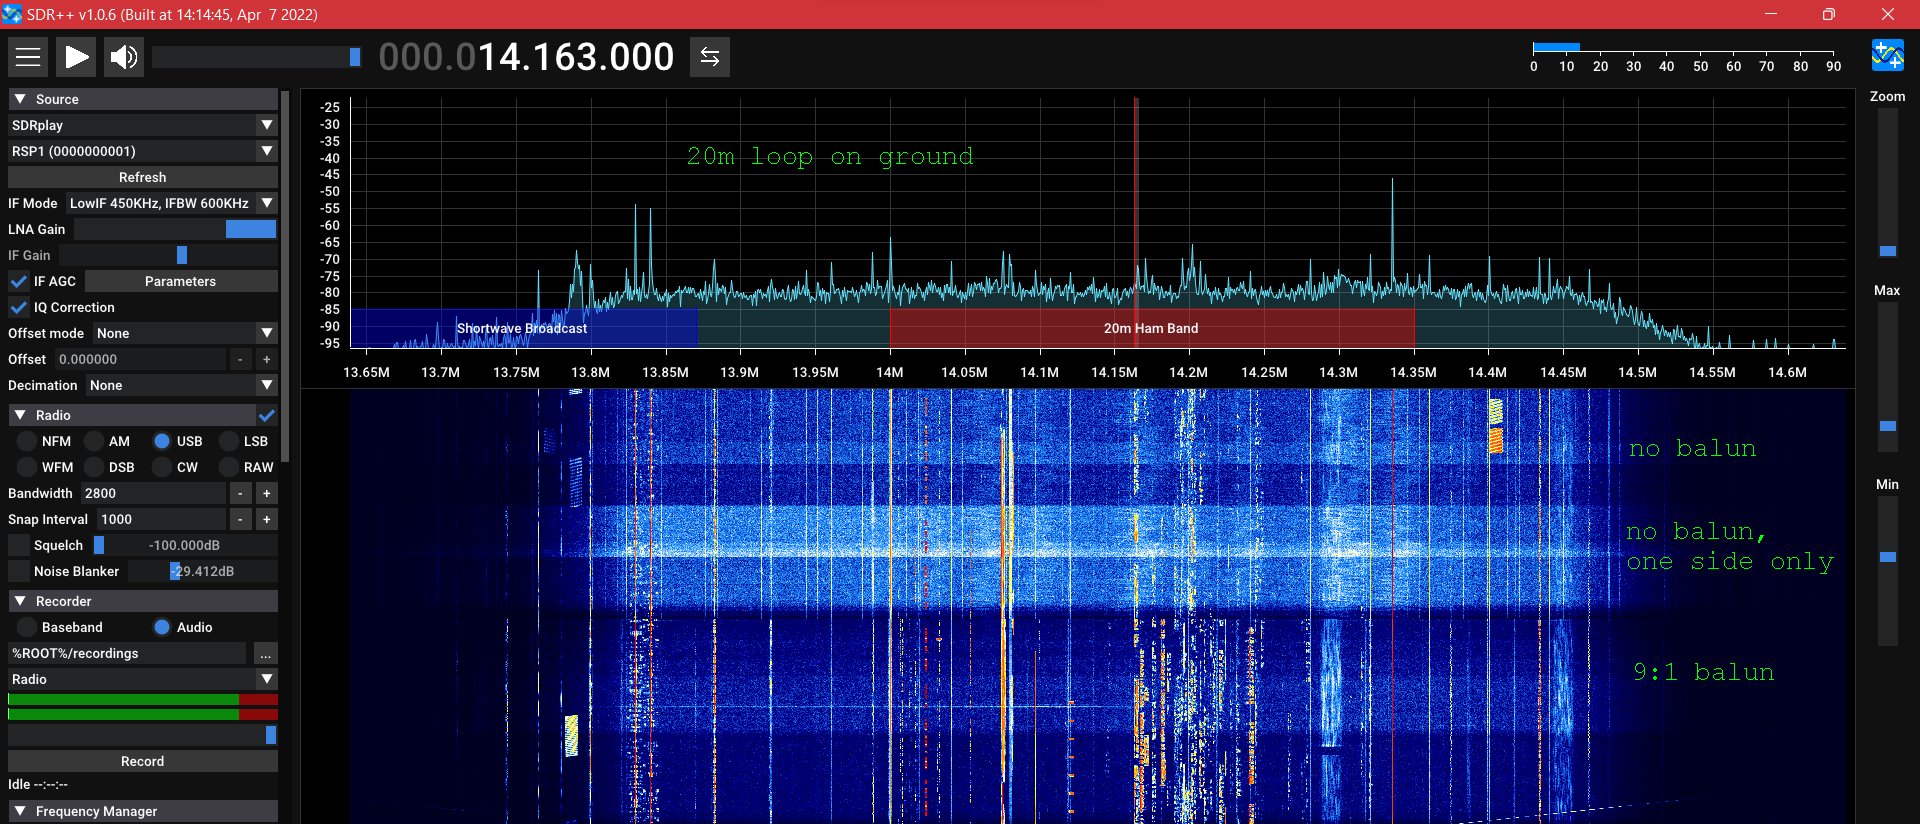 SDR++ v1.0.6 (Built at 14:14:45, Apr 7 2022)
000.014.163.000
0 10 20 30 40 50 60 70 80 90
Source
SDRplay
RSP1 (0000000001)
Refresh
IF Mode LowIF 450KHz, IFBW 600KHz
LNA Gain
IF Gain
IF AGC Parameters
IQ Correction
Offset mode None
Offset 0.000000 - +
Decimation None
Radio
NFM AM USB LSB
WFM DSB CW RAW
Bandwidth 2800 - +
Snap Interval 1000 - +
Squelch -100.000dB
Noise Blanker -29.412dB
Recorder
Baseband Audio
%ROOT%/recordings ...
Radio
Record
Idle --:--:--
Frequency Manager
-25
-30
-35
-40
-45
-50
-55
-60
-65
-70
-75
-80
-85
-90
-95
20m loop on ground
Shortwave Broadcast
20m Ham Band
13.65M 13.7M 13.75M 13.8M 13.85M 13.9M 13.95M 14M 14.05M 14.1M 14.15M 14.2M 14.25M 14.3M 14.35M 14.4M 14.45M 14.5M 14.55M 14.6M
no balun
no balun,
one side only
9:1 balun
Zoom
Max
Min